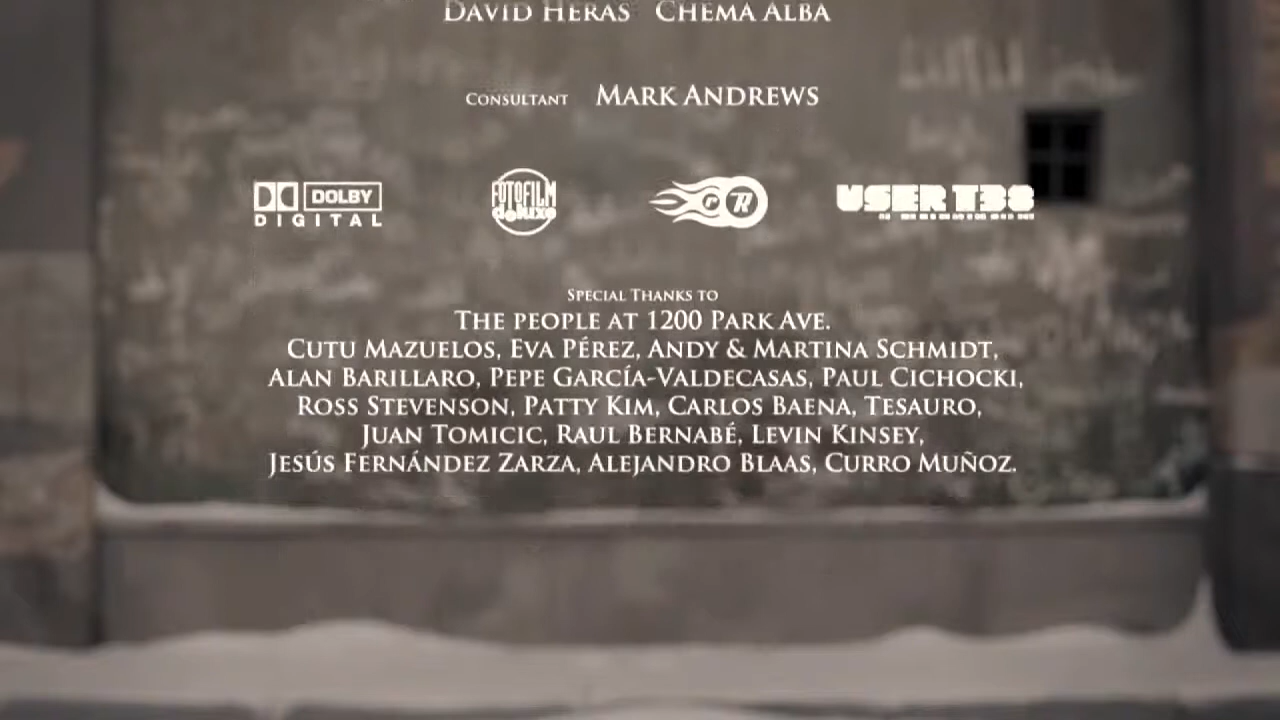 DAVID HERAS CHEMA ALBA
CONSULTANT MARK ANDREWS
DOLBY
DIGITAL
FOTOFILM
deluxe
r R
USER T38
SPECIAL THANKS TO
THE PEOPLE AT 1200 PARK AVE.
CUTU MAZUELOS, EVA PÉREZ, ANDY & MARTINA SCHMIDT,
ALAN BARILLARO, PEPE GARCÍA-VALDECASAS, PAUL CICHOCKI,
ROSS STEVENSON, PATTY KIM, CARLOS BAENA, TESAURO,
JUAN TOMICIC, RAUL BERNABÉ, LEVIN KINSEY,
JESÚS FERNÁNDEZ ZARZA, ALEJANDRO BLAAS, CURRO MUÑOZ.